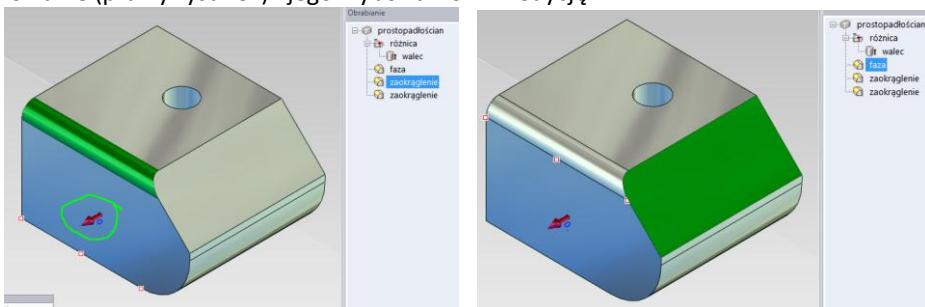 Obrabianie
prostopadłościan
różnica
walec
faza
zaokrąglenie
zaokrąglenie
prostopadłościan
różnica
walec
faza
zaokrąglenie
zaokrąglenie